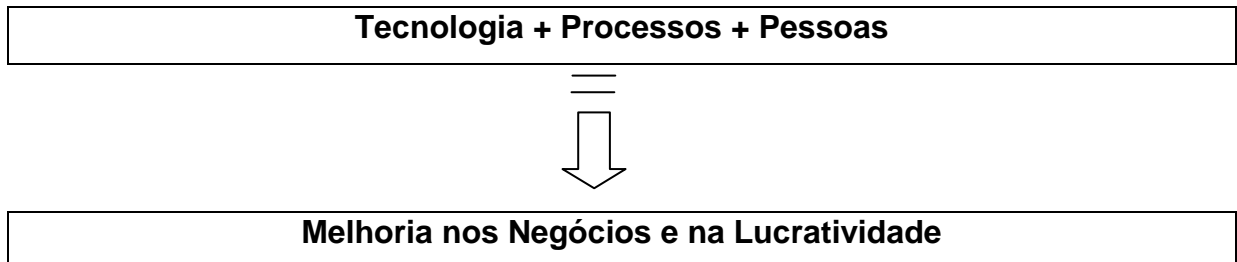 Tecnologia + Processos + Pessoas
Melhoria nos Negócios e na Lucratividade